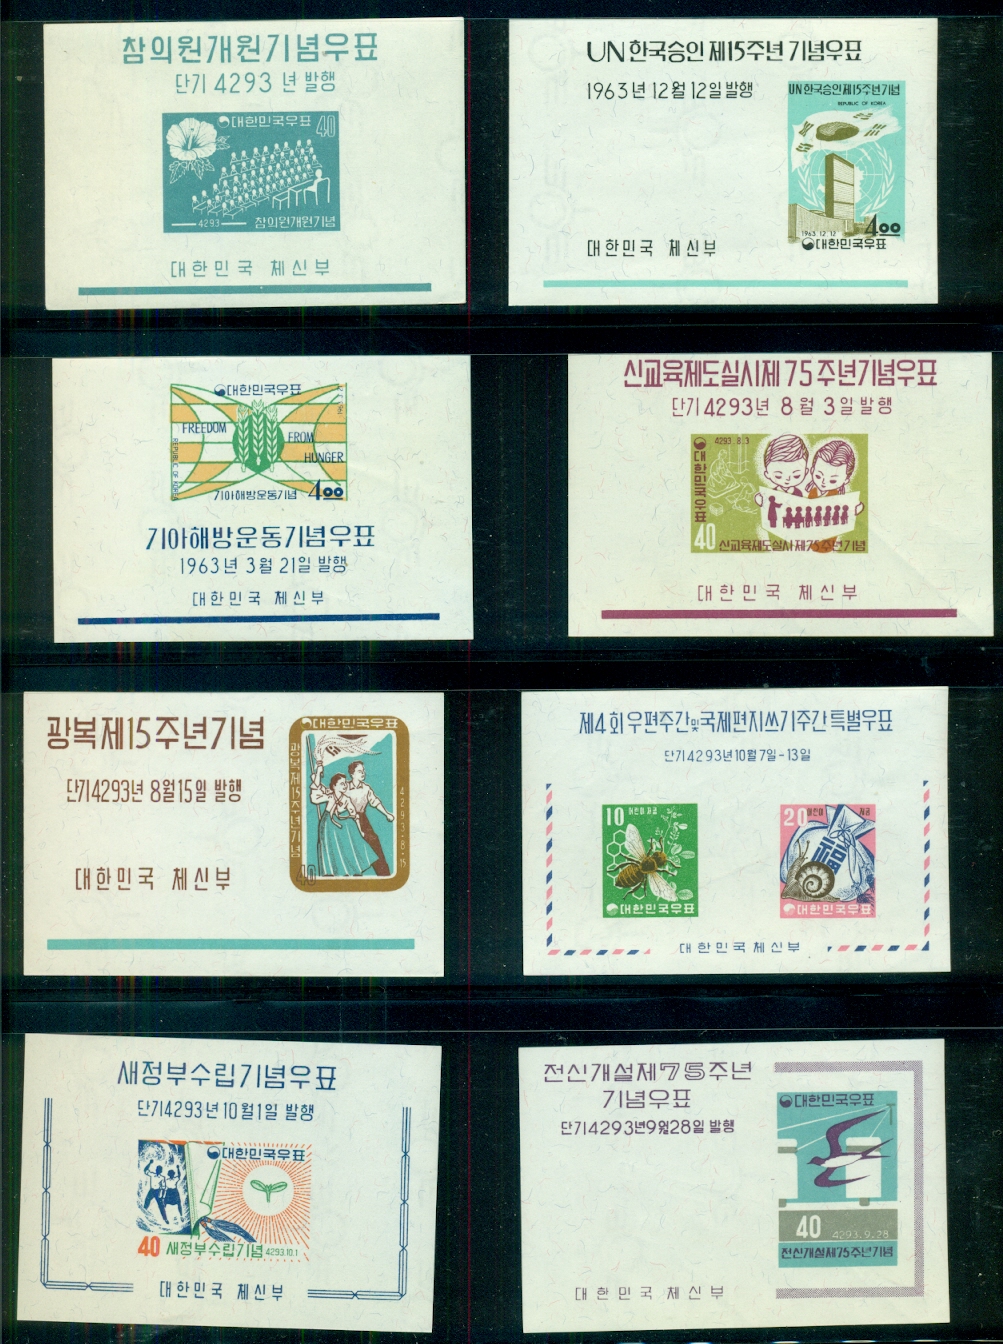 참의원개원기념우표
단기 4293 년 발행
대한민국우표 40
4293 참의원개원기념
대한민국 체신부
UN 한국승인 제15주년 기념우표
1963년 12월 12일 발행
UN 한국승인제15주년기념
REPUBLIC OF KOREA
1963.12.12 4.00
대한민국우표
대한민국 체신부
대한민국우표
FREEDOM FROM HUNGER
REPUBLIC OF KOREA
기아해방운동기념 4.00
기아해방운동기념우표
1963년 3월 21일 발행
대한민국 체신부
신교육제도실시제75주년기념우표
단기 4293년 8월 3일 발행
4293.8.3
대한민국우표
40 신교육제도실시제75주년기념
대한민국 체신부
광복제15주년기념
단기4293년 8월15일 발행
대한민국 체신부
대한민국우표
광복제15주년기념
4293-8-15
40
제4회우편주간및국제편지쓰기주간특별우표
단기4293년10월7일-13일
10 어린이 저금
대한민국우표
20 어린이 저금
대한민국우표
대한민국체신부
새정부수립기념우표
단기4293년10월1일 발행
대한민국우표
40 새정부수립기념 4293.10.1
대한민국 체신부
전신개설제75주년
기념우표
단기4293년9월28일 발행
대한민국우표
40 4293.9.28
전신개설제75주년기념
대한민국 체신부